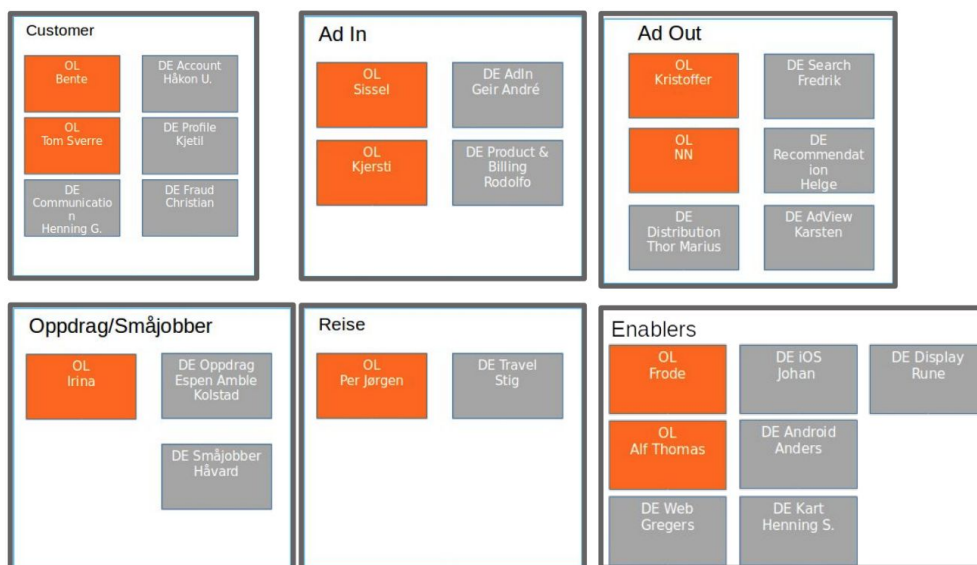 Customer
OL
Bente
DE Account
Håkon U.
OL
Tom Sverre
DE Profile
Kjetil
DE
Communicatio
n
Henning G.
DE Fraud
Christian
Ad In
OL
Sissel
DE AdIn
Geir André
OL
Kjersti
DE Product &
Billing
Rodolfo
Ad Out
OL
Kristoffer
DE Search
Fredrik
OL
NN
DE
Recommendat
ion
Helge
DE
Distribution
Thor Marius
DE AdView
Karsten
Oppdrag/Småjobber
OL
Irina
DE Oppdrag
Espen Amble
Kolstad
DE Småjobber
Håvard
Reise
OL
Per Jørgen
DE Travel
Stig
Enablers
OL
Frode
DE iOS
Johan
DE Display
Rune
OL
Alf Thomas
DE Android
Anders
DE Web
Gregers
DE Kart
Henning S.